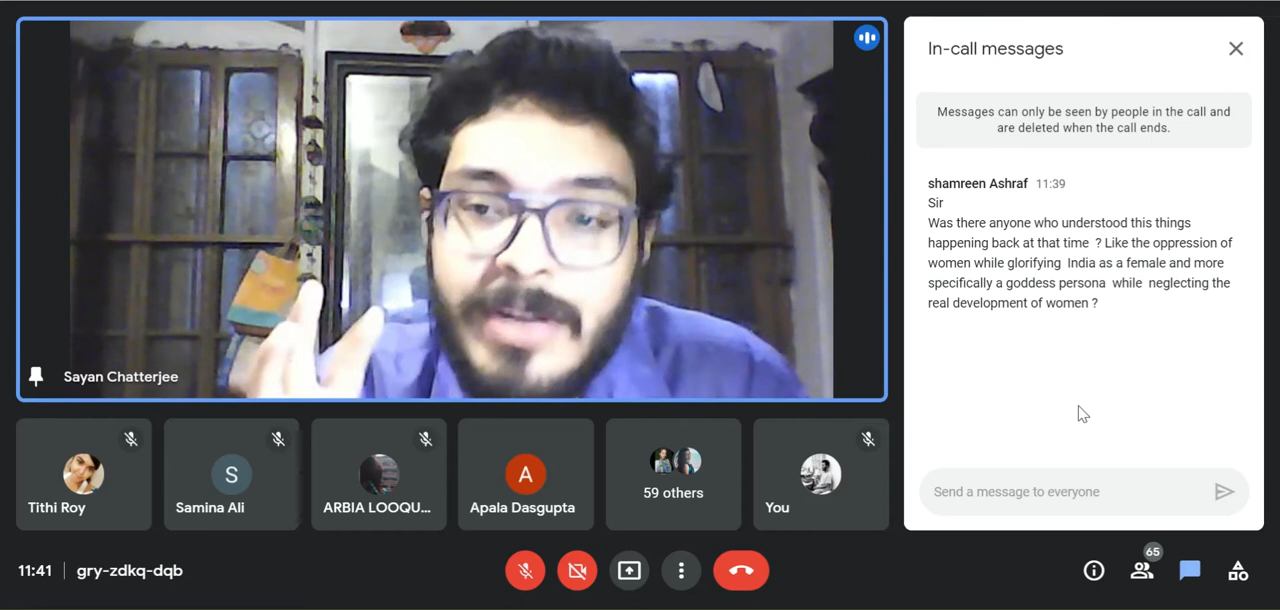 Sayan Chatterjee
In-call messages
Messages can only be seen by people in the call and
are deleted when the call ends.
shamreen Ashraf 11:39
Sir
Was there anyone who understood this things
happening back at that time ? Like the oppression of
women while glorifying India as a female and more
specifically a goddess persona while neglecting the
real development of women ?
Send a message to everyone
Tithi Roy
S
Samina Ali
ARBIA LOOQU...
A
Apala Dasgupta
59 others
You
11:41 | gry-zdkq-dqb
65